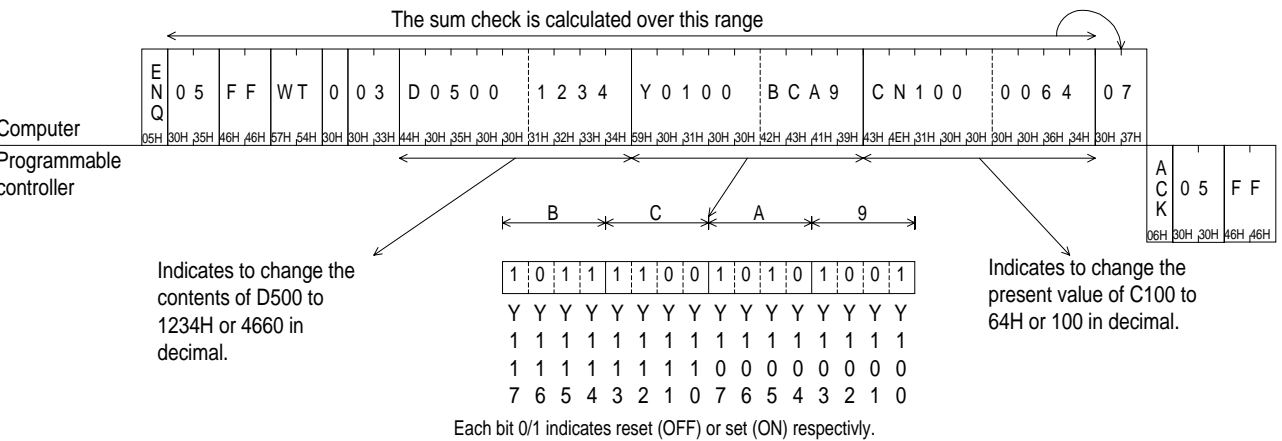 The sum check is calculated over this range
E N Q 0 5 F F W T 0 0 3 D 0 5 0 0 1 2 3 4 Y 0 1 0 0 B C A 9 C N 1 0 0 0 0 6 4 0 7
Computer 05H 30H 35H 46H 46H 57H 54H 30H 30H 33H 44H 30H 35H 30H 30H 31H 32H 33H 34H 59H 30H 31H 30H 30H 42H 43H 41H 39H 43H 4EH 31H 30H 30H 30H 30H 36H 34H 30H 37H
Programmable
controller
A C K 0 5 F F
06H 30H 30H 46H 46H
B C A 9
1 0 1 1 1 1 0 0 1 0 1 0 1 0 0 1
Y Y Y Y Y Y Y Y Y Y Y Y Y Y Y Y
1 1 1 1 1 1 1 1 1 1 1 1 1 1 1 1
1 1 1 1 1 1 1 1 0 0 0 0 0 0 0 0
7 6 5 4 3 2 1 0 7 6 5 4 3 2 1 0
Indicates to change the
contents of D500 to
1234H or 4660 in
decimal.
Indicates to change the
present value of C100 to
64H or 100 in decimal.
Each bit 0/1 indicates reset (OFF) or set (ON) respectivly.